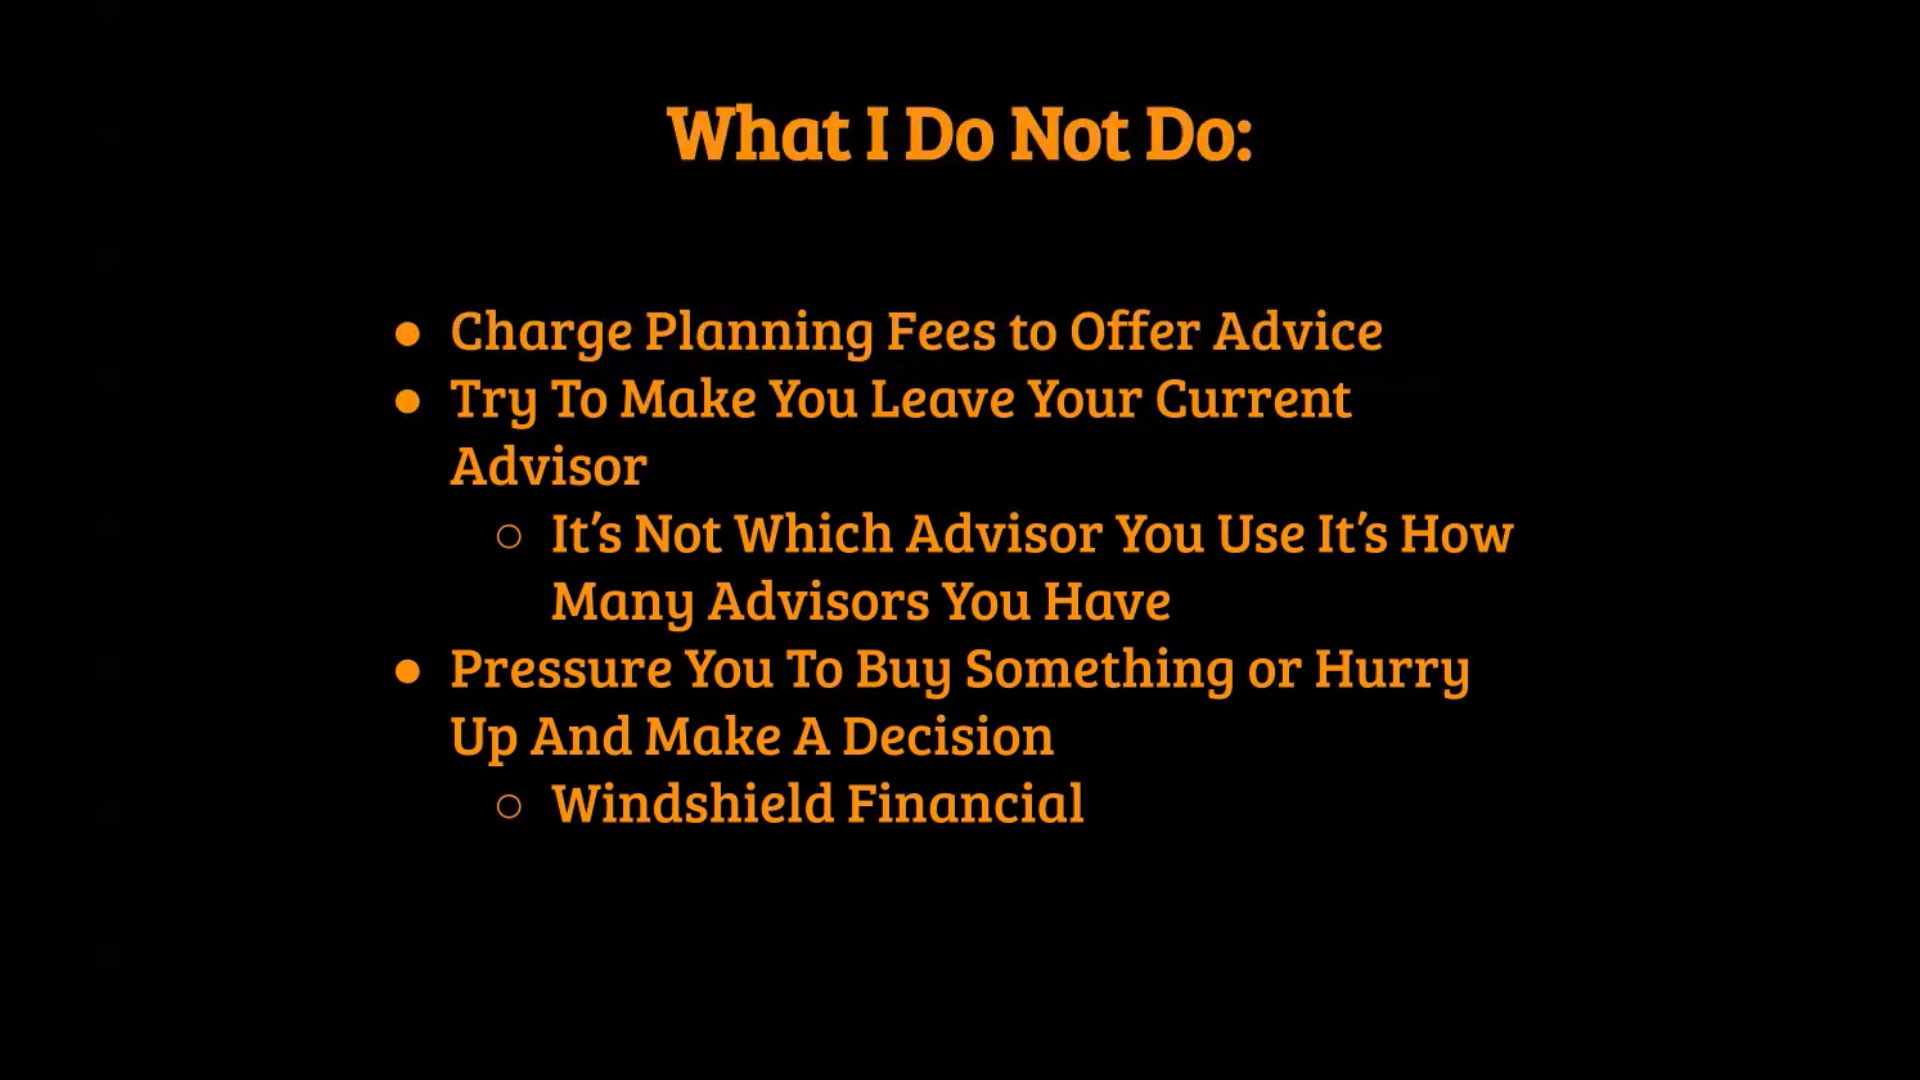 What I Do Not Do:
● Charge Planning Fees to Offer Advice
● Try To Make You Leave Your Current
Advisor
○ It’s Not Which Advisor You Use It’s How
Many Advisors You Have
● Pressure You To Buy Something or Hurry
Up And Make A Decision
○ Windshield Financial